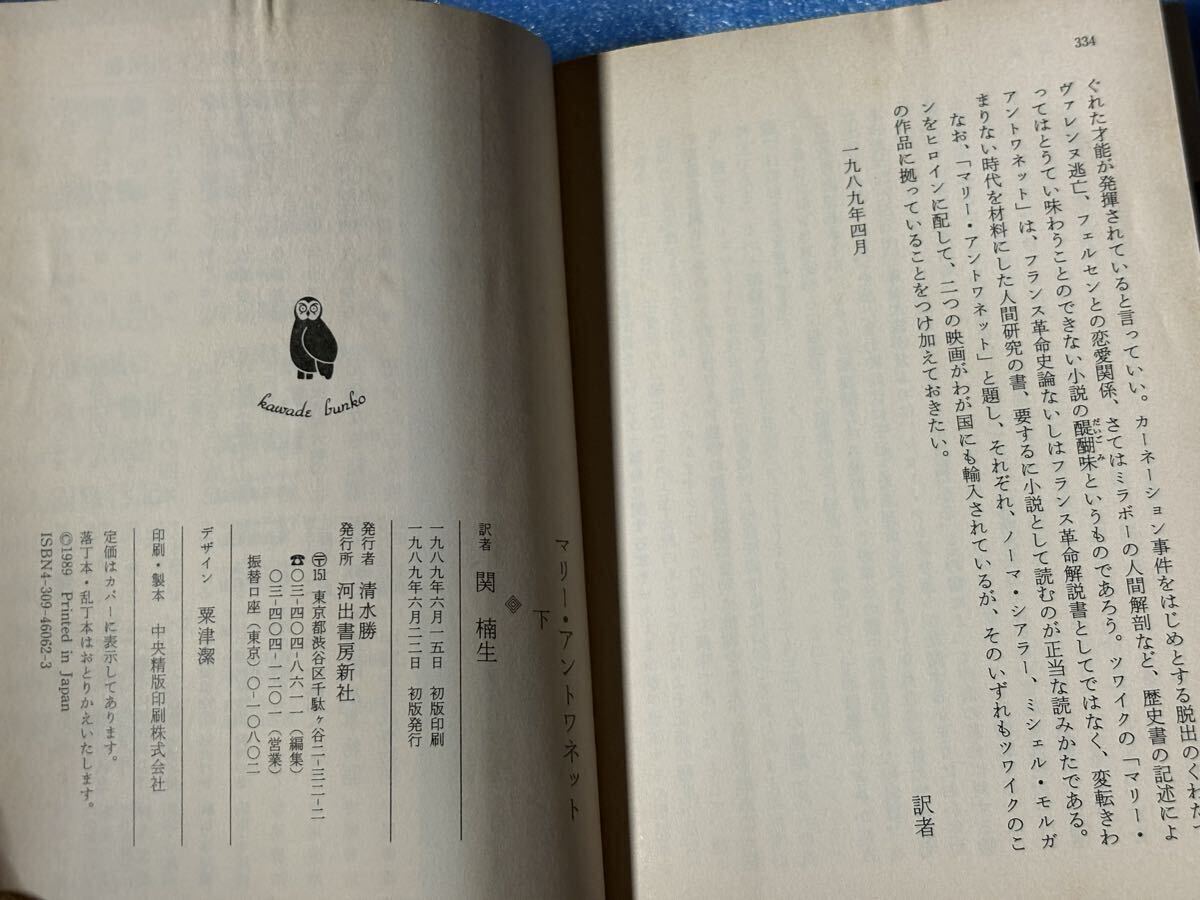 334
ぐれた才能が発揮されていると言っていい。カーネーション事件をはじめとする脱出のくわだて
ヴァレンヌ逃亡、フェルセンとの恋愛関係、さてはミラボーの人間解剖など、歴史書の記述によ
ってはとうてい味わうことのできない小説の醍醐味というものであろう。ツワイクの「マリー・
だいごみ
アントワネット」は、フランス革命史論ないしはフランス革命解説書としてではなく、変転きわ
まりない時代を材料にした人間研究の書、要するに小説として読むのが正当な読みかたである。
なお、「マリー・アントワネット」と題し、それぞれ、ノーマ・シアラー、ミシェル・モルガ
ンをヒロインに配して、二つの映画がわが国にも輸入されているが、そのいずれもツワイクのこ
の作品に拠っていることをつけ加えておきたい。
一九八九年四月
訳者
マリー・アントワネット
下
訳者 関楠生
一九八九年六月一五日 初版印刷
一九八九年六月二二日 初版発行
発行者 清水勝
発行所 河出書房新社
〒151 東京都渋谷区千駄ヶ谷二-三二-二
☎〇三-四〇四-八六一一(編集)
〇三-四〇四-一二〇一(営業)
振替口座(東京)〇-一〇八〇二
デザイン 粟津潔
印刷・製本 中央精版印刷株式会社
定価はカバーに表示してあります。
落丁本・乱丁本はおとりかえいたします。
©1989 Printed in Japan
ISBN4-309-46062-3
kawade bunko